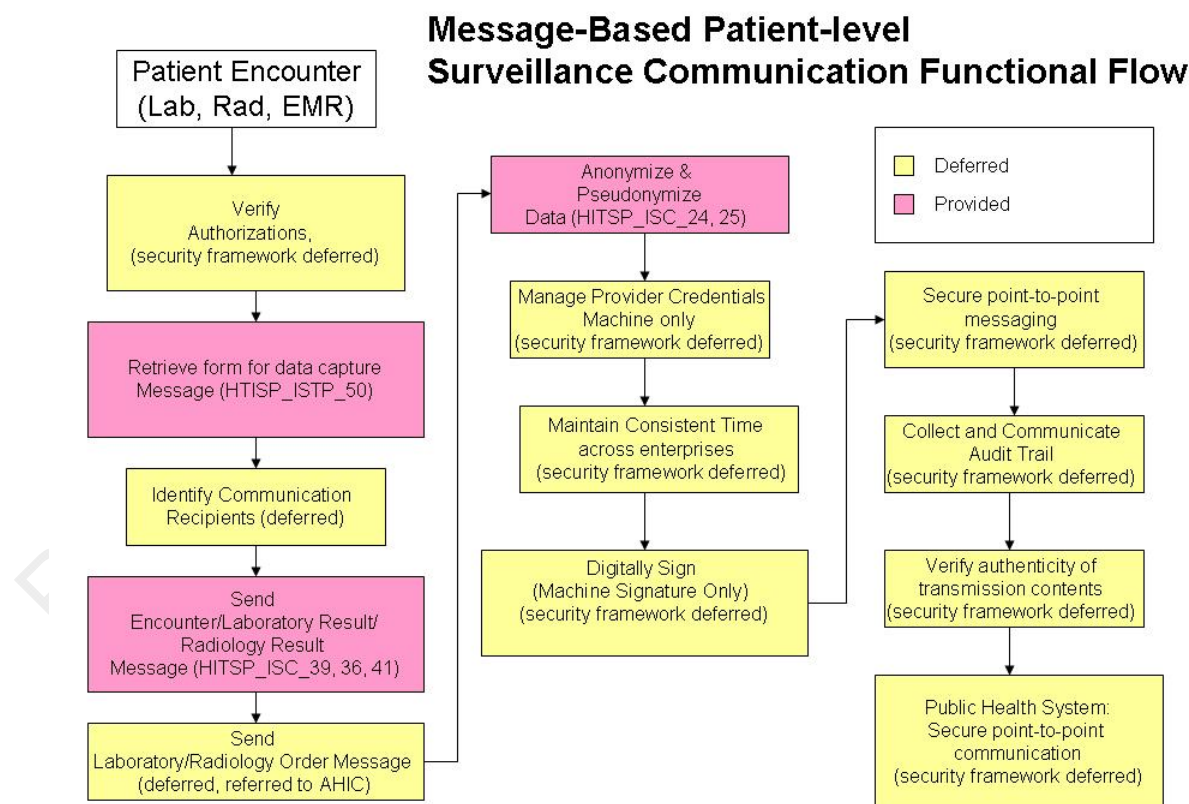 Message-Based Patient-level
Surveillance Communication Functional Flow
Patient Encounter
(Lab, Rad, EMR)
Verify
Authorizations,
(security framework deferred)
Retrieve form for data capture
Message (HTISP_ISTP_50)
Identify Communication
Recipients (deferred)
Send
Encounter/Laboratory Result/
Radiology Result
Message (HITSP_ISC_39, 36, 41)
Send
Laboratory/Radiology Order Message
(deferred, referred to AHIC)
Anonymize &
Pseudonymize
Data (HITSP_ISC_24, 25)
Manage Provider Credentials
Machine only
(security framework deferred)
Maintain Consistent Time
across enterprises
(security framework deferred)
Digitally Sign
(Machine Signature Only)
(security framework deferred)
Deferred
Provided
Secure point-to-point
messaging
(security framework deferred)
Collect and Communicate
Audit Trail
(security framework deferred)
Verify authenticity of
transmission contents
(security framework deferred)
Public Health System:
Secure point-to-point
communication
(security framework deferred)